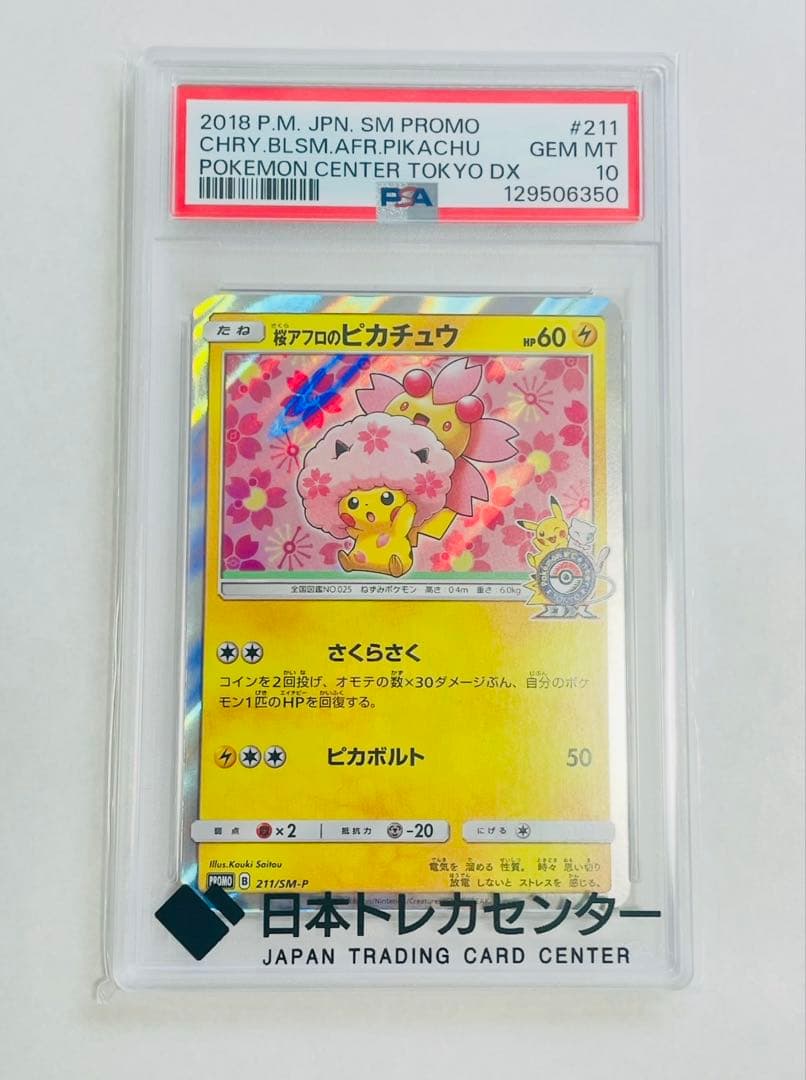 2018 P.M. JPN. SM PROMO #211
CHRY.BLSM.AFR.PIKACHU GEM MT
POKEMON CENTER TOKYO DX 10
PSA 129506350
たね 桜アフロのピカチュウ HP60
さくら
DX
全国図鑑NO.025 ねずみポケモン 高さ 0.4m 重さ 6.0kg
さくらさく
コインを2回投げ、オモテの数×30ダメージぶん、自分のポケ
モン1匹のHPを回復する。
ピカボルト 50
弱点 ×2 抵抗力 -20 にげる
Illus.Kouki Saitou
電気を 溜める 性質。 時々 思い切り
放電 しないと ストレスを 感じる。
PROMO B 211/SM-P
日本トレカセンター
JAPAN TRADING CARD CENTER